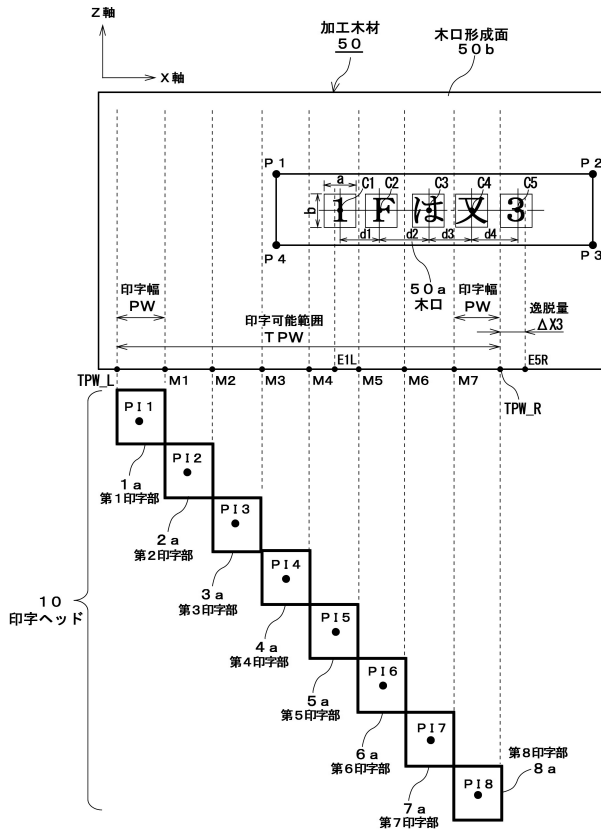 Z軸
X軸
加工木材
50
木口形成面
50b
P1
P2
P3
P4
a
b
C1
C2
C3
C4
C5
1 F は 又 3
d1
d2
d3
d4
50a
木口
印字幅
PW
印字可能範囲
TPW
印字幅
PW
逸脱量
ΔX3
E1L
E5R
TPW_L
M1
M2
M3
M4
M5
M6
M7
TPW_R
PI1
1a
第1印字部
PI2
2a
第2印字部
PI3
3a
第3印字部
PI4
4a
第4印字部
PI5
5a
第5印字部
PI6
6a
第6印字部
PI7
7a
第7印字部
PI8
第8印字部
8a
10
印字ヘッド